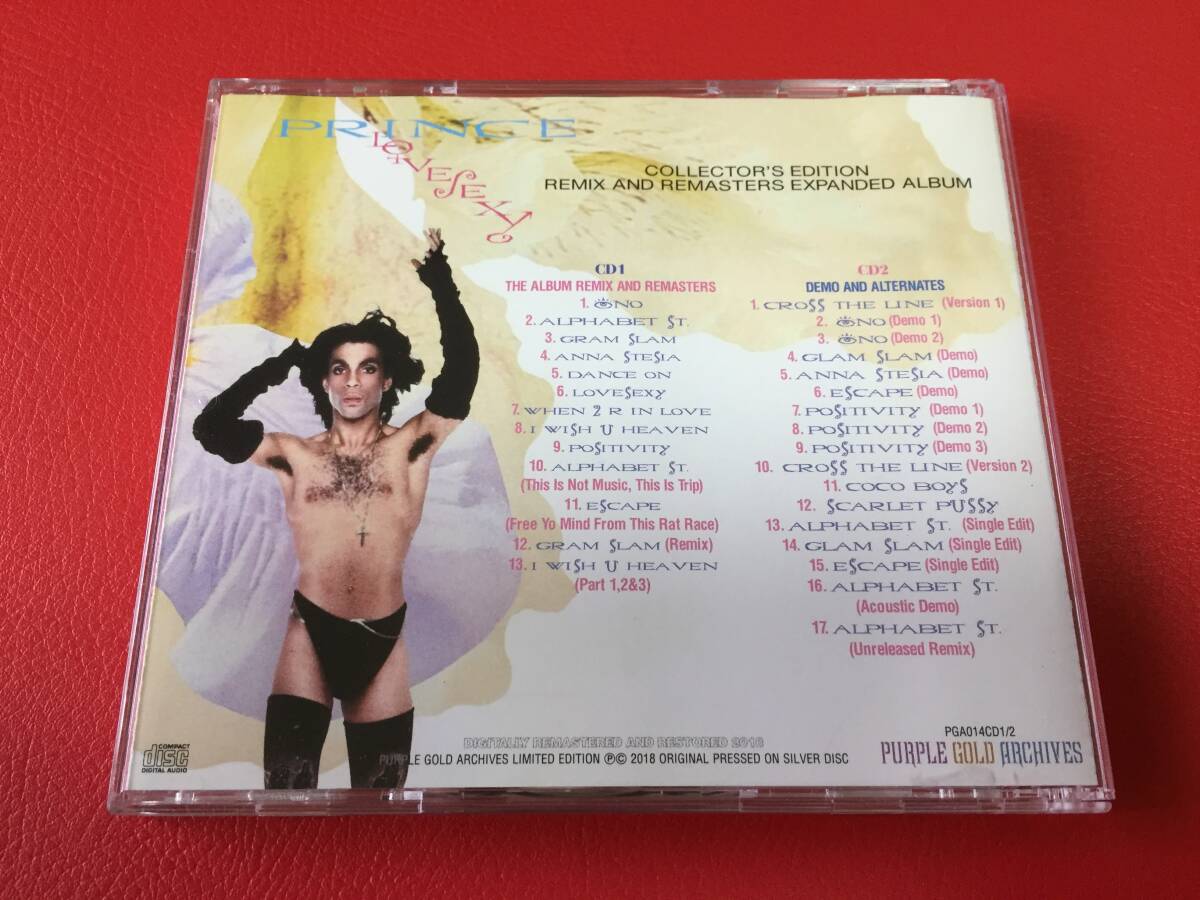 PRINCE
LOVESEXY
COLLECTOR'S EDITION
REMIX AND REMASTERS EXPANDED ALBUM
CD1
THE ALBUM REMIX AND REMASTERS
1. 👁NO
2. ALPHABET ST.
3. GRAM SLAM
4. ANNA STESIA
5. DANCE ON
6. LOVESEXY
7. WHEN 2 R IN LOVE
8. I WISH U HEAVEN
9. POSITIVITY
10. ALPHABET ST.
(This Is Not Music, This Is Trip)
11. ESCAPE
(Free Yo Mind From This Rat Race)
12. GRAM SLAM (Remix)
13. I WISH U HEAVEN
(Part 1,2&3)
CD2
DEMO AND ALTERNATES
1. CROSS THE LINE (Version 1)
2. 👁NO (Demo 1)
3. 👁NO (Demo 2)
4. GLAM SLAM (Demo)
5. ANNA STESIA (Demo)
6. ESCAPE (Demo)
7. POSITIVITY (Demo 1)
8. POSITIVITY (Demo 2)
9. POSITIVITY (Demo 3)
10. CROSS THE LINE (Version 2)
11. COCO BOYS
12. SCARLET PUSSY
13. ALPHABET ST. (Single Edit)
14. GLAM SLAM (Single Edit)
15. ESCAPE (Single Edit)
16. ALPHABET ST.
(Acoustic Demo)
17. ALPHABET ST.
(Unreleased Remix)
COMPACT
disc
DIGITAL AUDIO
DIGITALLY REMASTERED AND RESTORED 2018
PURPLE GOLD ARCHIVES LIMITED EDITION ℗© 2018 ORIGINAL PRESSED ON SILVER DISC
PGA014CD1/2
PURPLE GOLD ARCHIVES